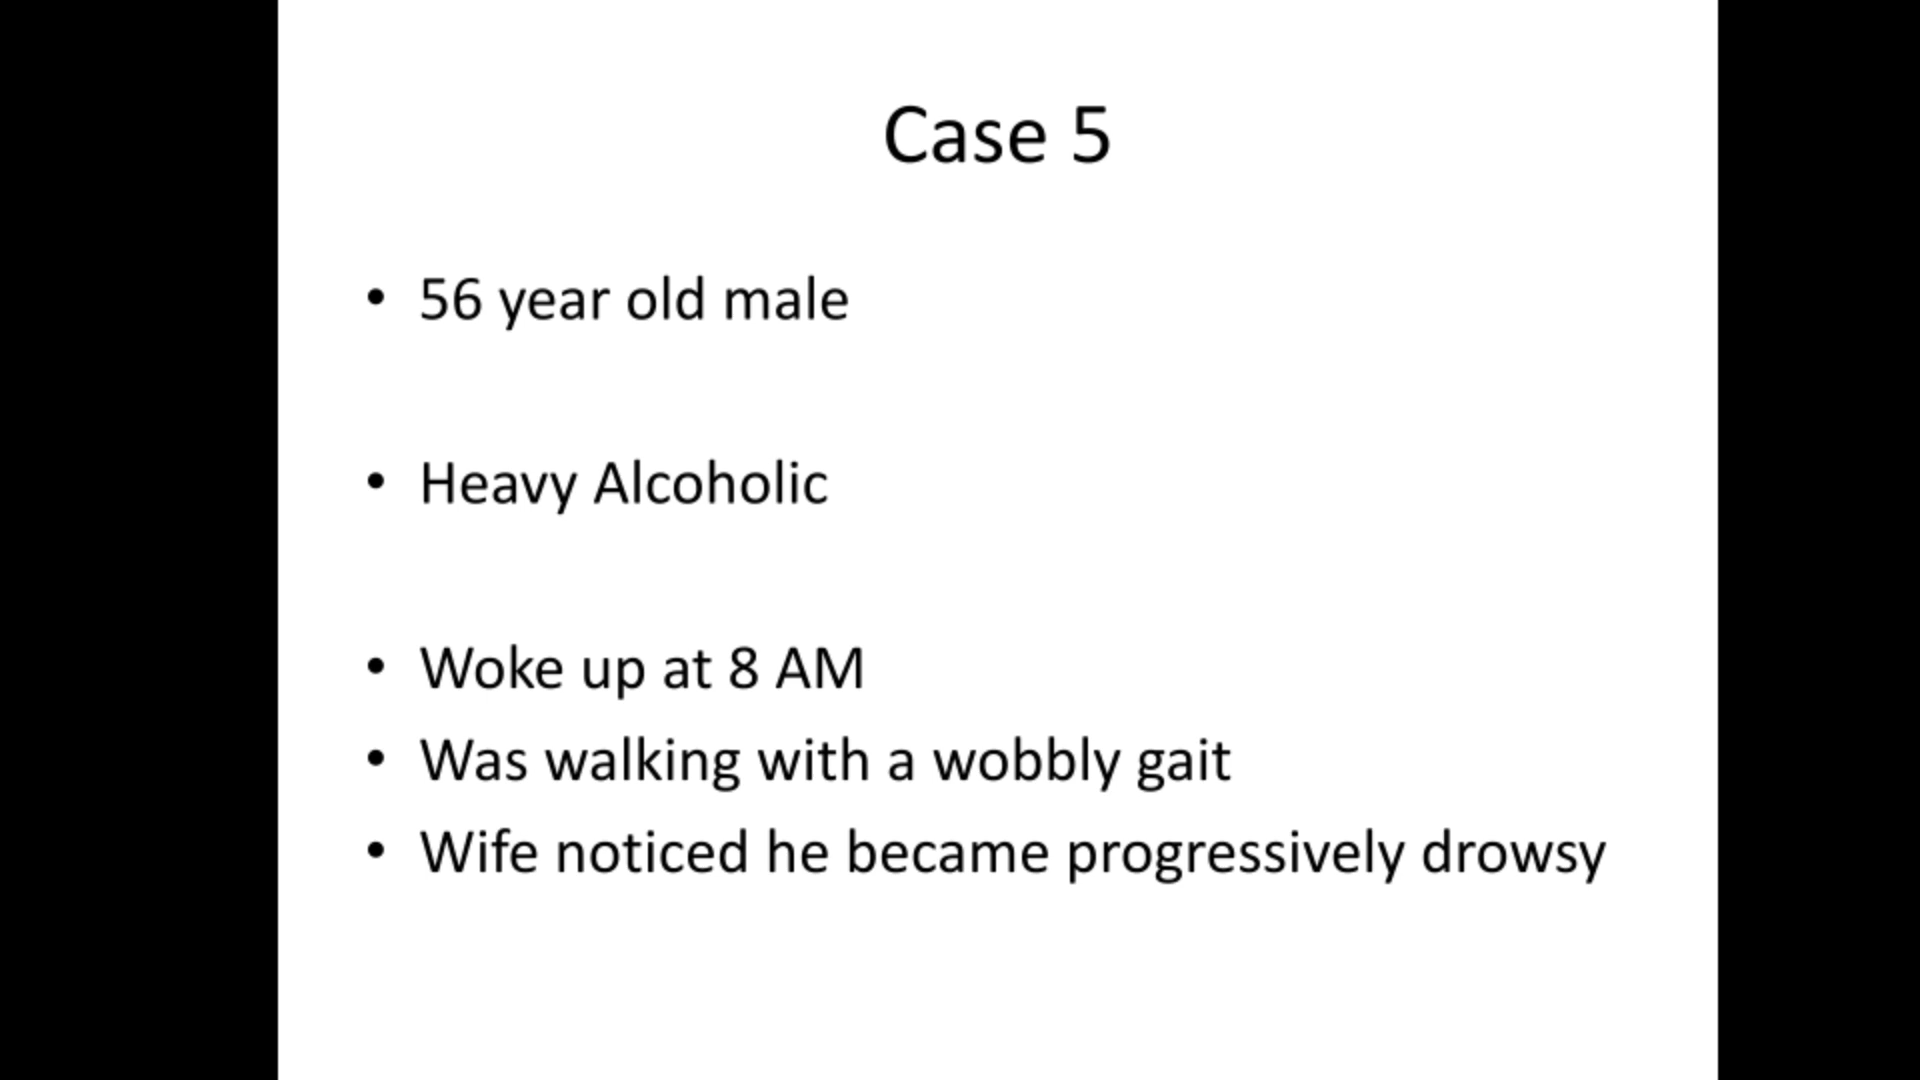 Case 5
• 56 year old male
• Heavy Alcoholic
• Woke up at 8 AM
• Was walking with a wobbly gait
• Wife noticed he became progressively drowsy